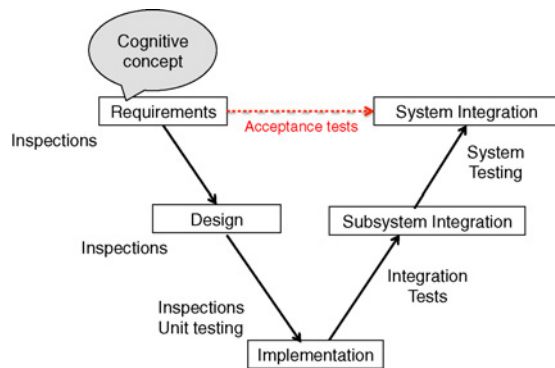 Cognitive
concept
Requirements
System Integration
Acceptance tests
Inspections
System
Testing
Design
Subsystem Integration
Inspections
Integration
Tests
Inspections
Unit testing
Implementation